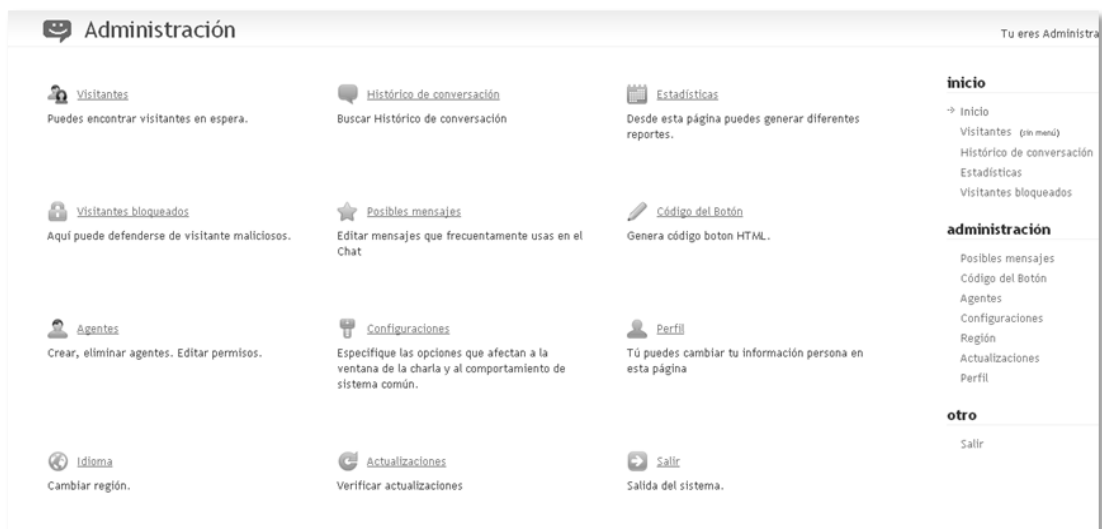 Administración
Tu eres Administra
Visitantes
Puedes encontrar visitantes en espera.
Histórico de conversación
Buscar Histórico de conversación
Estadísticas
Desde esta página puedes generar diferentes
reportes.
Visitantes bloqueados
Aquí puede defenderse de visitante maliciosos.
Posibles mensajes
Editar mensajes que frecuentamente usas en el
Chat
Código del Botón
Genera código boton HTML.
Agentes
Crear, eliminar agentes. Editar permisos.
Configuraciones
Especifique las opciones que afectan a la
ventana de la charla y al comportamiento de
sistema común.
Perfil
Tú puedes cambiar tu información persona en
esta página
Idioma
Cambiar región.
Actualizaciones
Verificar actualizaciones
Salir
Salida del sistema.
inicio
→ Inicio
Visitantes (sin menú)
Histórico de conversación
Estadísticas
Visitantes bloqueados
administración
Posibles mensajes
Código del Botón
Agentes
Configuraciones
Región
Actualizaciones
Perfil
otro
Salir